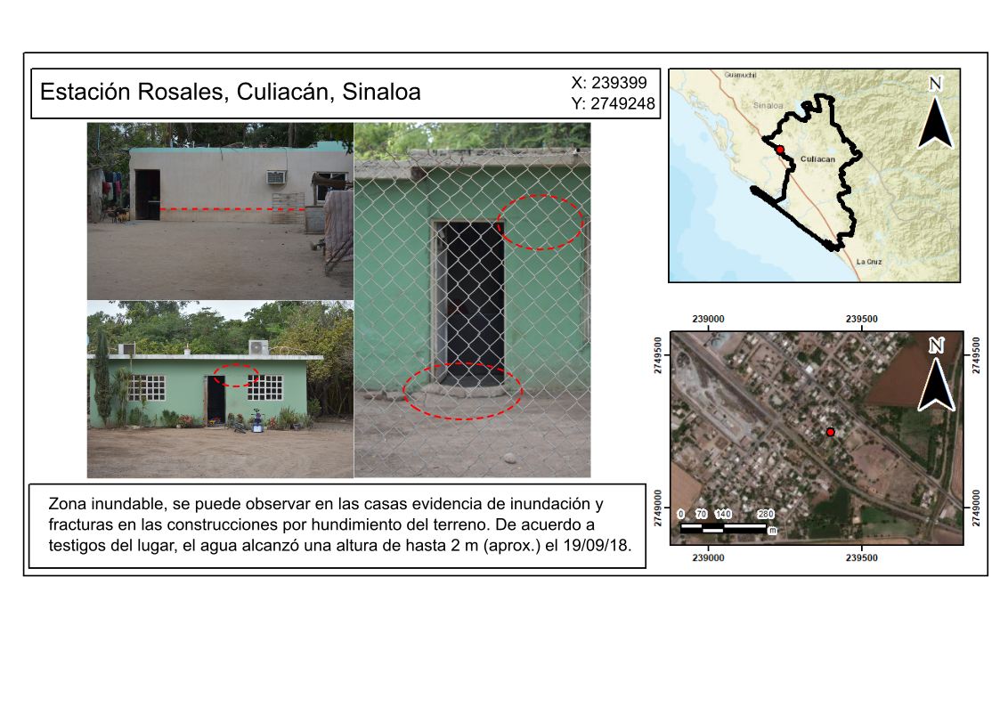 Estación Rosales, Culiacán, Sinaloa
X: 239399
Y: 2749248
Guamuchil
Sinaloa
Culiacan
La Cruz
N
239000
239500
2749500
2749500
N
2749000
2749000
0 70 140 280
m
239000
239500
Zona inundable, se puede observar en las casas evidencia de inundación y
fracturas en las construcciones por hundimiento del terreno. De acuerdo a
testigos del lugar, el agua alcanzó una altura de hasta 2 m (aprox.) el 19/09/18.